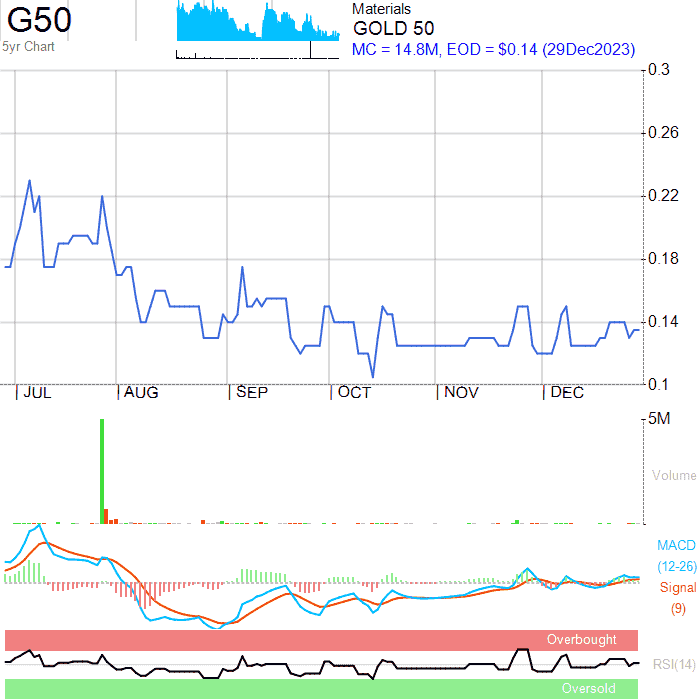 G50
5yr Chart
Materials
GOLD 50
MC = 14.8M, EOD = $0.14 (29Dec2023)
0.3
0.26
0.22
0.18
0.14
0.1
JUL AUG SEP OCT NOV DEC
5M
Volume
MACD
(12-26)
Signal
(9)
Overbought
RSI(14)
Oversold